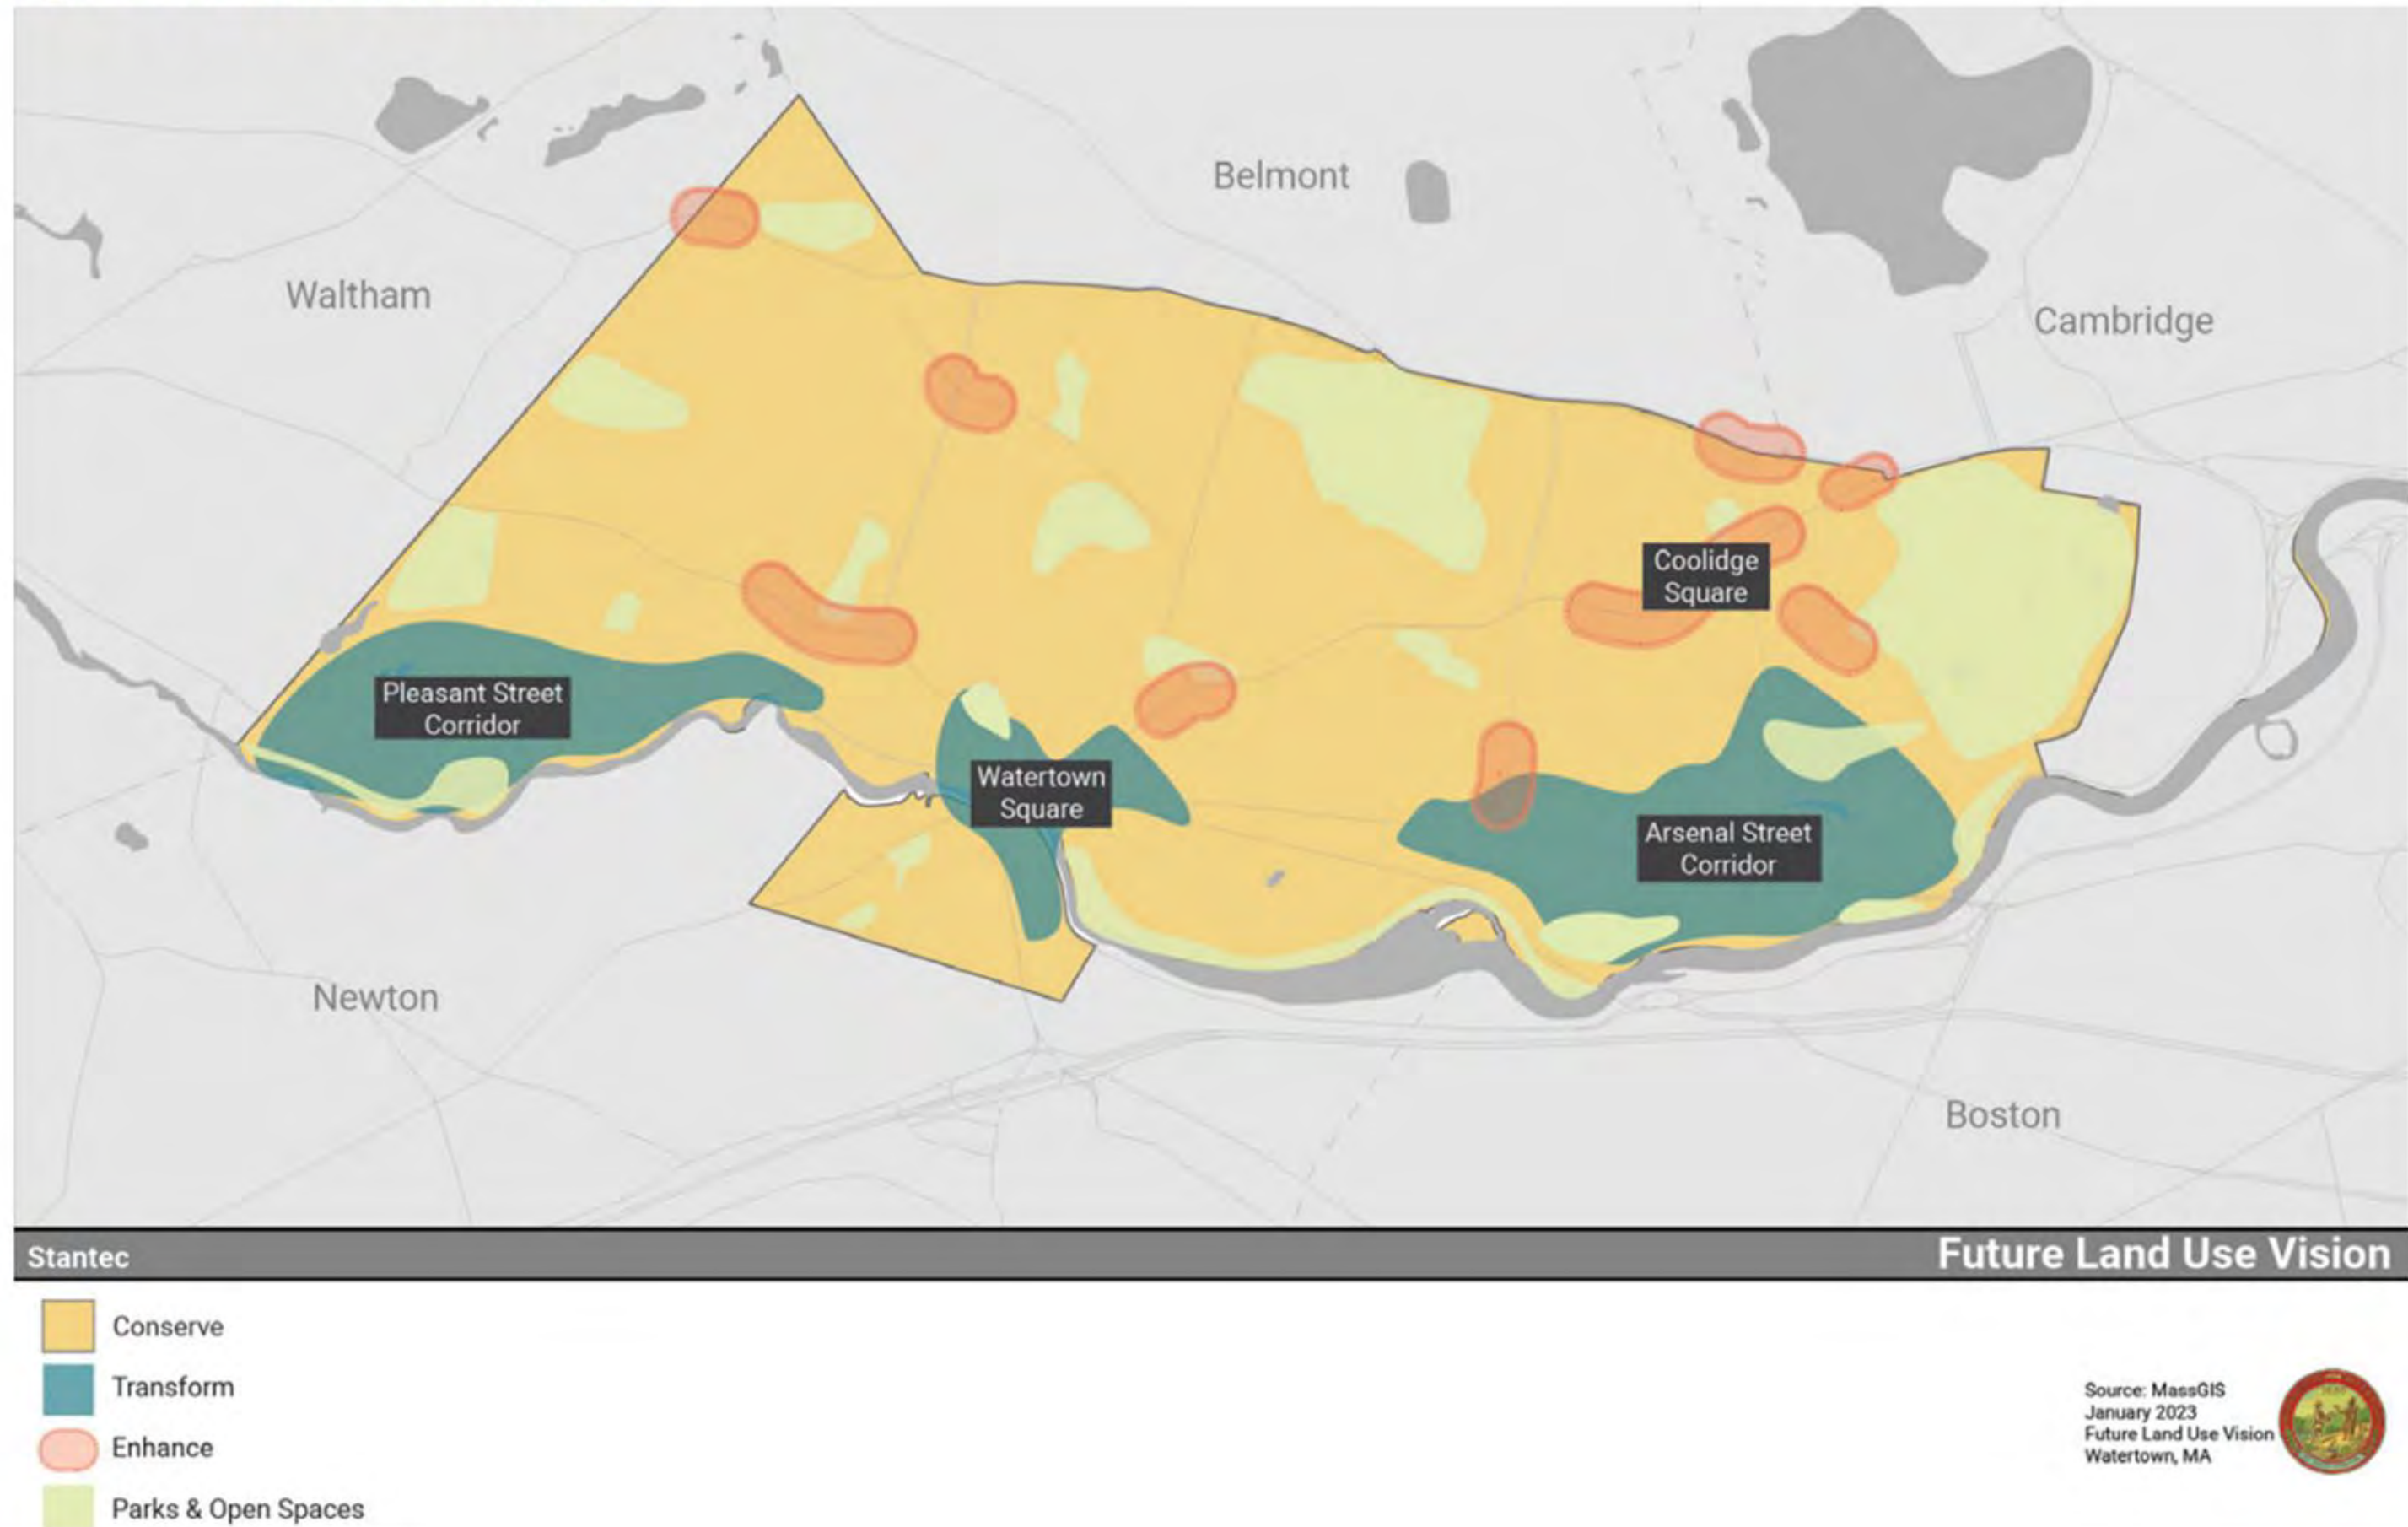 Belmont
Waltham
Cambridge
Coolidge
Square
Pleasant Street
Corridor
Watertown
Square
Arsenal Street
Corridor
Newton
Boston
Stantec
Future Land Use Vision
Conserve
Transform
Enhance
Parks & Open Spaces
Source: MassGIS
January 2023
Future Land Use Vision
Watertown, MA